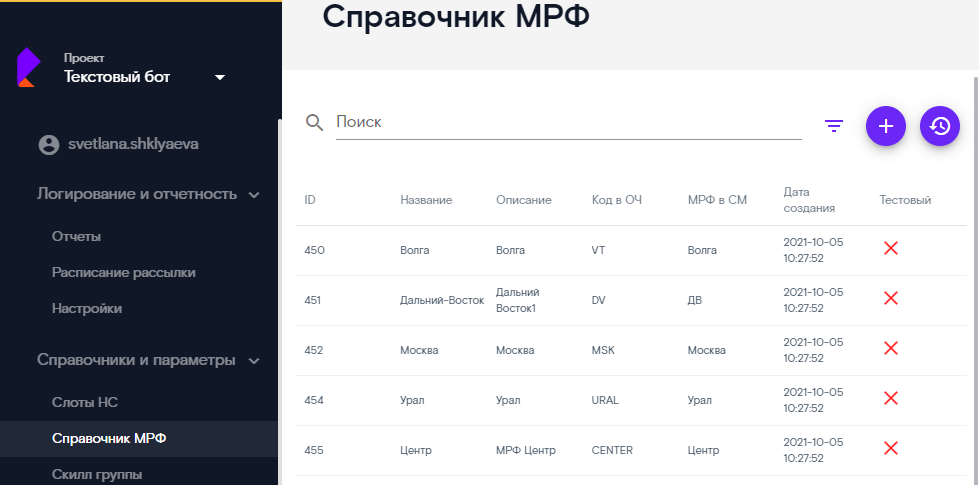 Справочник МРФ
Проект
Текстовый бот
svetlana.shklyaeva
Логирование и отчетность
Отчеты
Расписание рассылки
Настройки
Справочники и параметры
Слоты НС
Справочник МРФ
Скилл группы
Поиск
ID Название Описание Код в ОЧ МРФ в СМ Дата создания Тестовый
450 Волга Волга VT Волга 2021-10-05 10:27:52
451 Дальний-Восток Дальний Восток1 DV ДВ 2021-10-05 10:27:52
452 Москва Москва MSK Москва 2021-10-05 10:27:52
454 Урал Урал URAL Урал 2021-10-05 10:27:52
455 Центр МРФ Центр CENTER Центр 2021-10-05 10:27:52